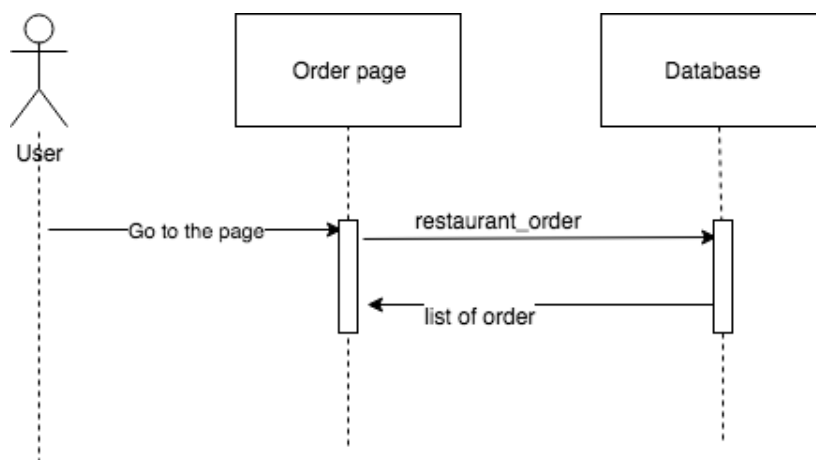 Order page
Database
User
Go to the page
restaurant_order
list of order